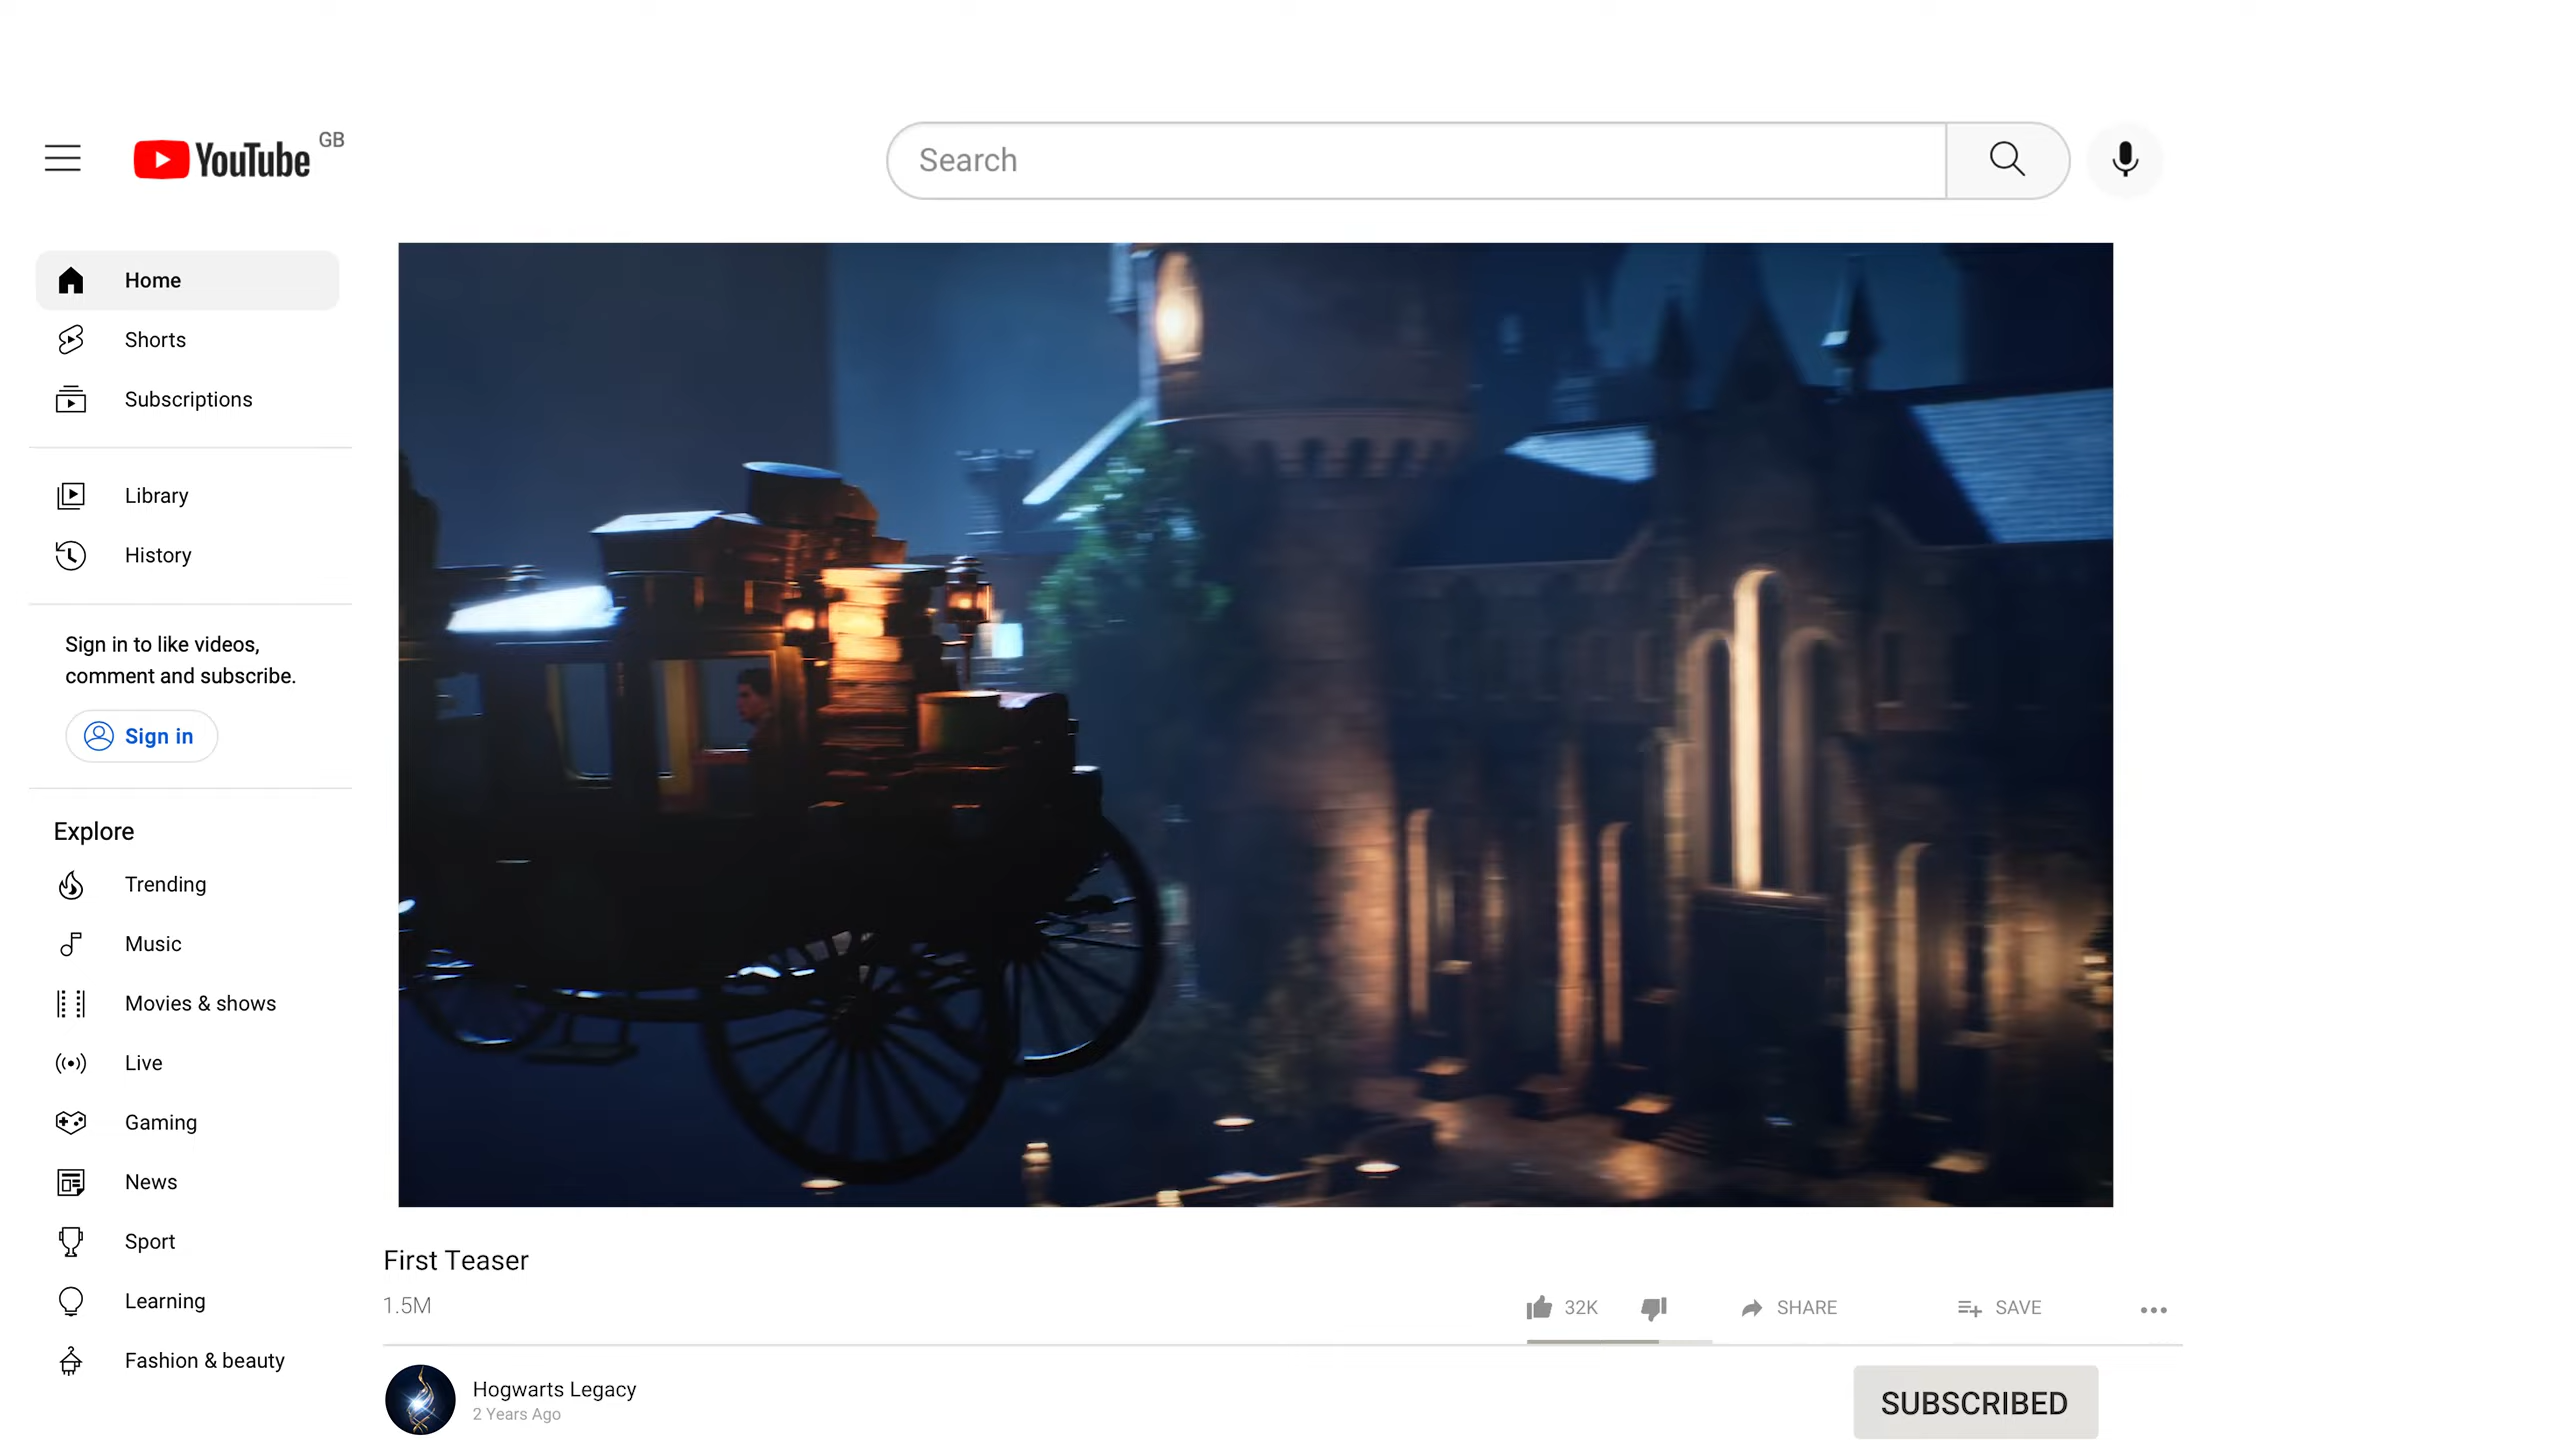 YouTube GB
Search
Home
Shorts
Subscriptions
Library
History
Sign in to like videos,
comment and subscribe.
Sign in
Explore
Trending
Music
Movies & shows
Live
Gaming
News
Sport
Learning
Fashion & beauty
First Teaser
1.5M
32K
SHARE
SAVE
Hogwarts Legacy
2 Years Ago
SUBSCRIBED